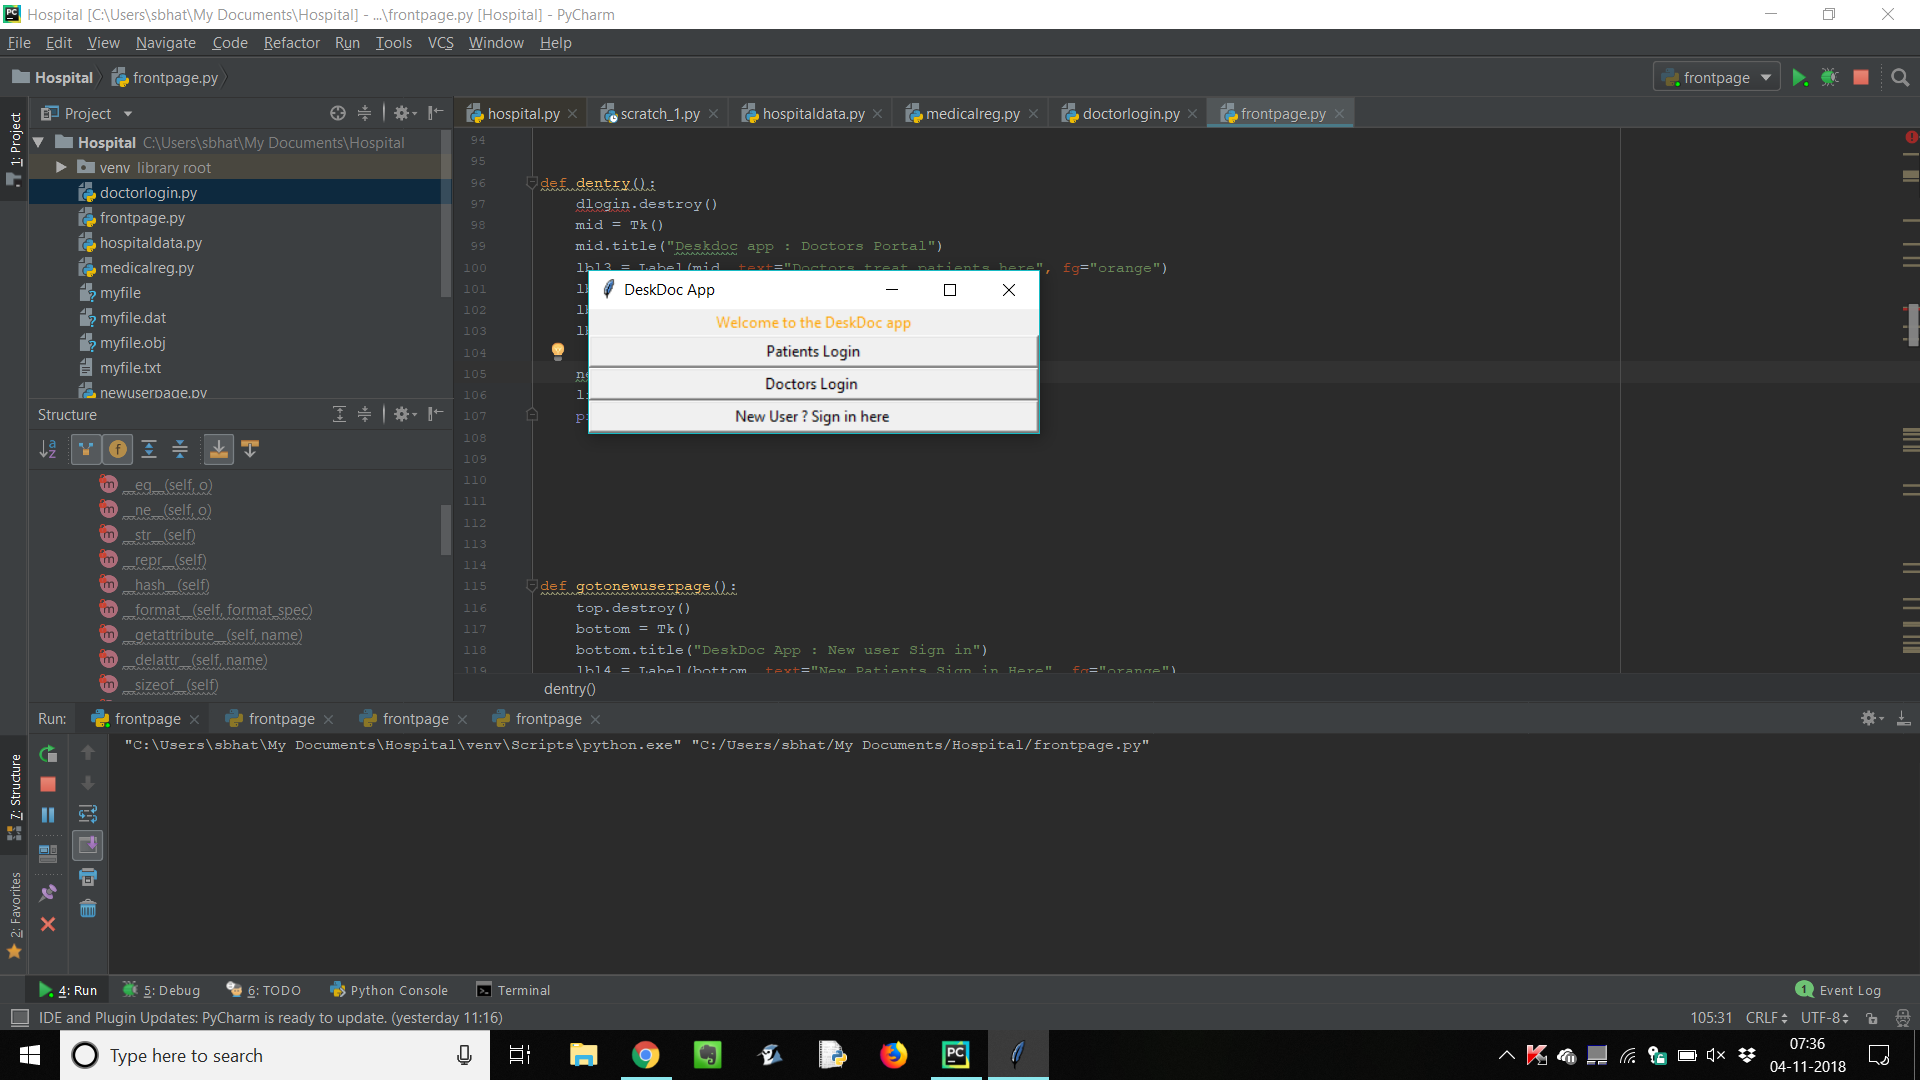 Hospital [C:\Users\sbhat\My Documents\Hospital] - ...\frontpage.py [Hospital] - PyCharm
File Edit View Navigate Code Refactor Run Tools VCS Window Help
Hospital frontpage.py
frontpage
1: Project
Project
hospital.py scratch_1.py hospitaldata.py medicalreg.py doctorlogin.py frontpage.py
Hospital C:\Users\sbhat\My Documents\Hospital
venv library root
doctorlogin.py
frontpage.py
hospitaldata.py
medicalreg.py
myfile
myfile.dat
myfile.obj
myfile.txt
newuserpage.py
94
95
96 def dentry():
97 dlogin.destroy()
98 mid = Tk()
99 mid.title("Deskdoc app : Doctors Portal")
100 lbl3 = Label(mid, text="Doctors treat patients here", fg="orange")
101
102
103
104
105
106
107
108
109
110
111
112
113
114
115 def gotonewuserpage():
116 top.destroy()
117 bottom = Tk()
118 bottom.title("DeskDoc App : New user Sign in")
119 lbl4 = Label(bottom, text="New Patients Sign in Here", fg="orange")
dentry()
DeskDoc App
Welcome to the DeskDoc app
Patients Login
Doctors Login
New User ? Sign in here
Structure
__eq__(self, o)
__ne__(self, o)
__str__(self)
__repr__(self)
__hash__(self)
__format__(self, format_spec)
__getattribute__(self, name)
__delattr__(self, name)
__sizeof__(self)
Run: frontpage frontpage frontpage frontpage
"C:\Users\sbhat\My Documents\Hospital\venv\Scripts\python.exe" "C:/Users/sbhat/My Documents/Hospital/frontpage.py"
7: Structure
2: Favorites
4: Run 5: Debug 6: TODO Python Console Terminal
1 Event Log
IDE and Plugin Updates: PyCharm is ready to update. (yesterday 11:16)
105:31 CRLF UTF-8
Type here to search
07:36
04-11-2018